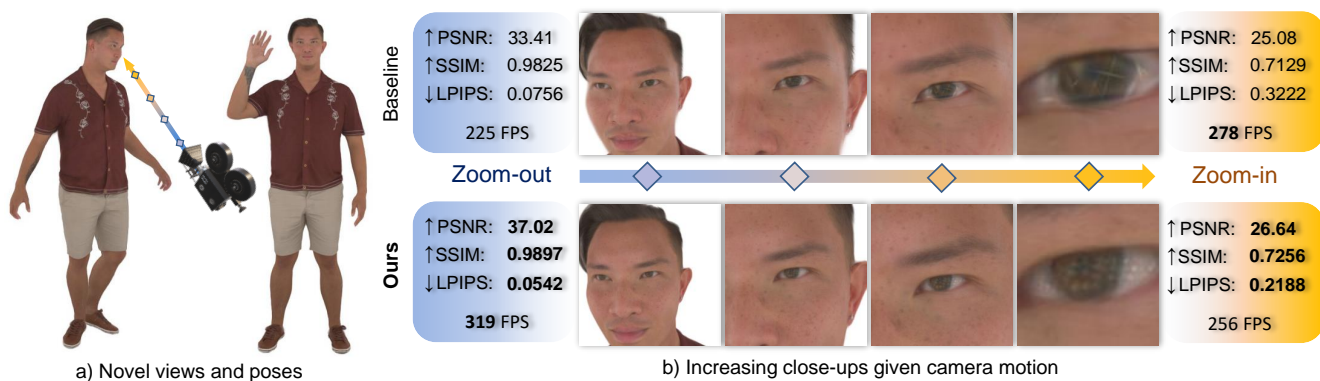 Baseline
↑PSNR: 33.41
↑SSIM: 0.9825
↓LPIPS: 0.0756
225 FPS
↑PSNR: 25.08
↑SSIM: 0.7129
↓LPIPS: 0.3222
278 FPS
Zoom-out
Zoom-in
Ours
↑PSNR: 37.02
↑SSIM: 0.9897
↓LPIPS: 0.0542
319 FPS
↑PSNR: 26.64
↑SSIM: 0.7256
↓LPIPS: 0.2188
256 FPS
a) Novel views and poses
b) Increasing close-ups given camera motion